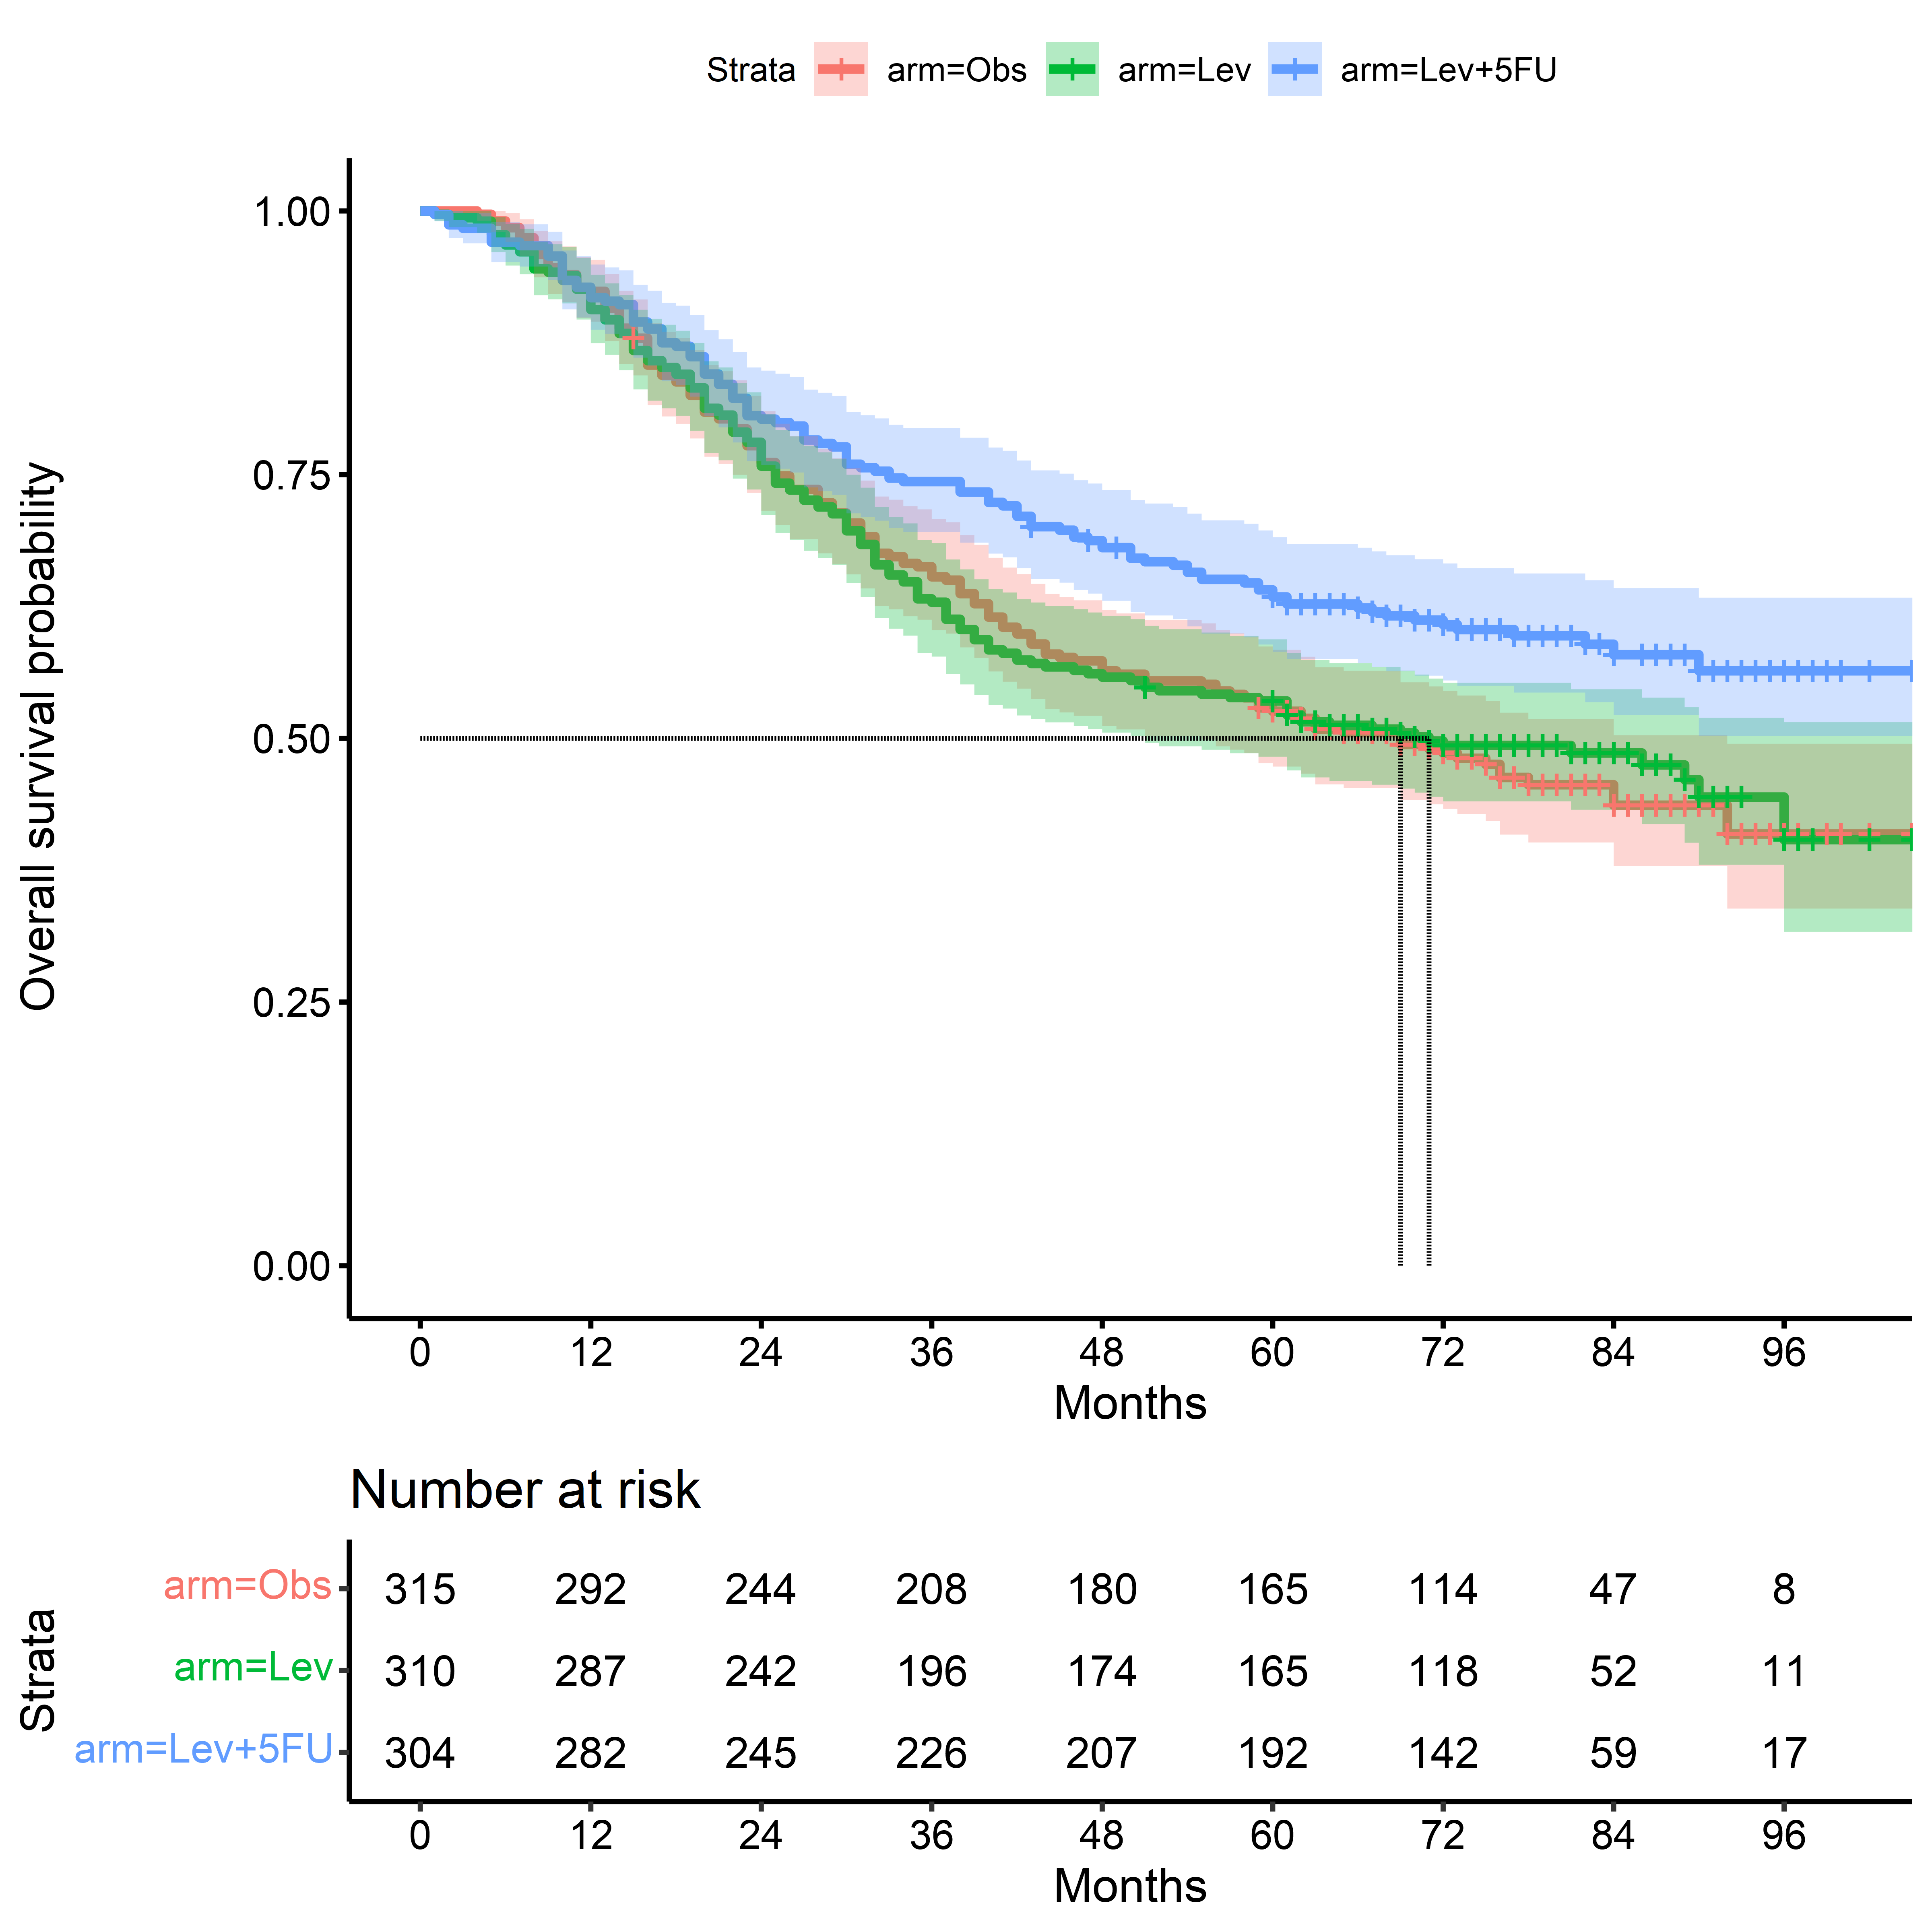 Strata arm=Obs arm=Lev arm=Lev+5FU
Overall survival probability
1.00
0.75
0.50
0.25
0.00
0 12 24 36 48 60 72 84 96
Months
Number at risk
Strata
arm=Obs 315 292 244 208 180 165 114 47 8
arm=Lev 310 287 242 196 174 165 118 52 11
arm=Lev+5FU 304 282 245 226 207 192 142 59 17
0 12 24 36 48 60 72 84 96
Months